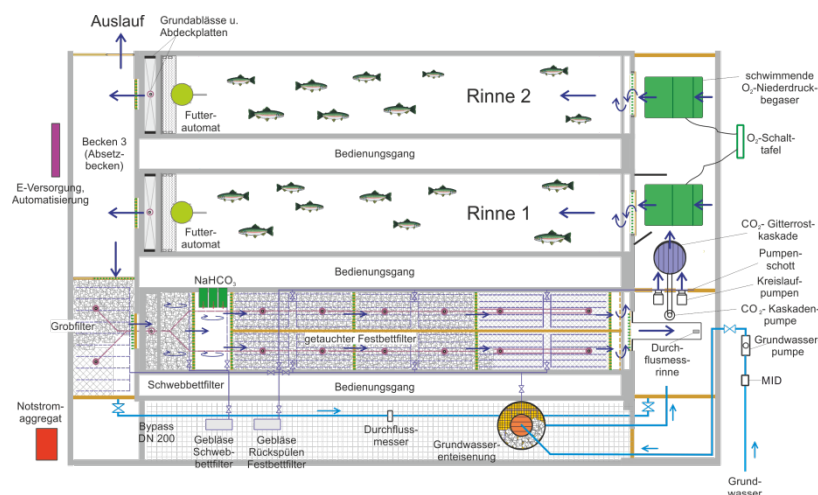 Auslauf
Grundablässe u.
Abdeckplatten
Rinne 2
schwimmende
O₂-Niederdruck-
begaser
Futter-
automat
Becken 3
(Absetz-
becken)
Bedienungsgang
O₂-Schalt-
tafel
E-Versorgung,
Automatisierung
Rinne 1
Futter-
automat
CO₂- Gitterrost-
kaskade
Bedienungsgang
Pumpen-
schott
NaHCO₃
Kreislauf-
pumpen
CO₂- Kaskaden-
pumpe
Grobfilter
getauchter Festbettfilter
Durch-
flussmess-
rinne
Grundwasser
pumpe
Schwebbettfilter
Bedienungsgang
MID
Notstrom-
aggregat
Bypass
DN 200
Gebläse
Schweb-
bettfilter
Gebläse
Rückspülen
Festbettfilter
Durchfluss-
messer
Grundwasser-
enteisenung
Grund-
wasser